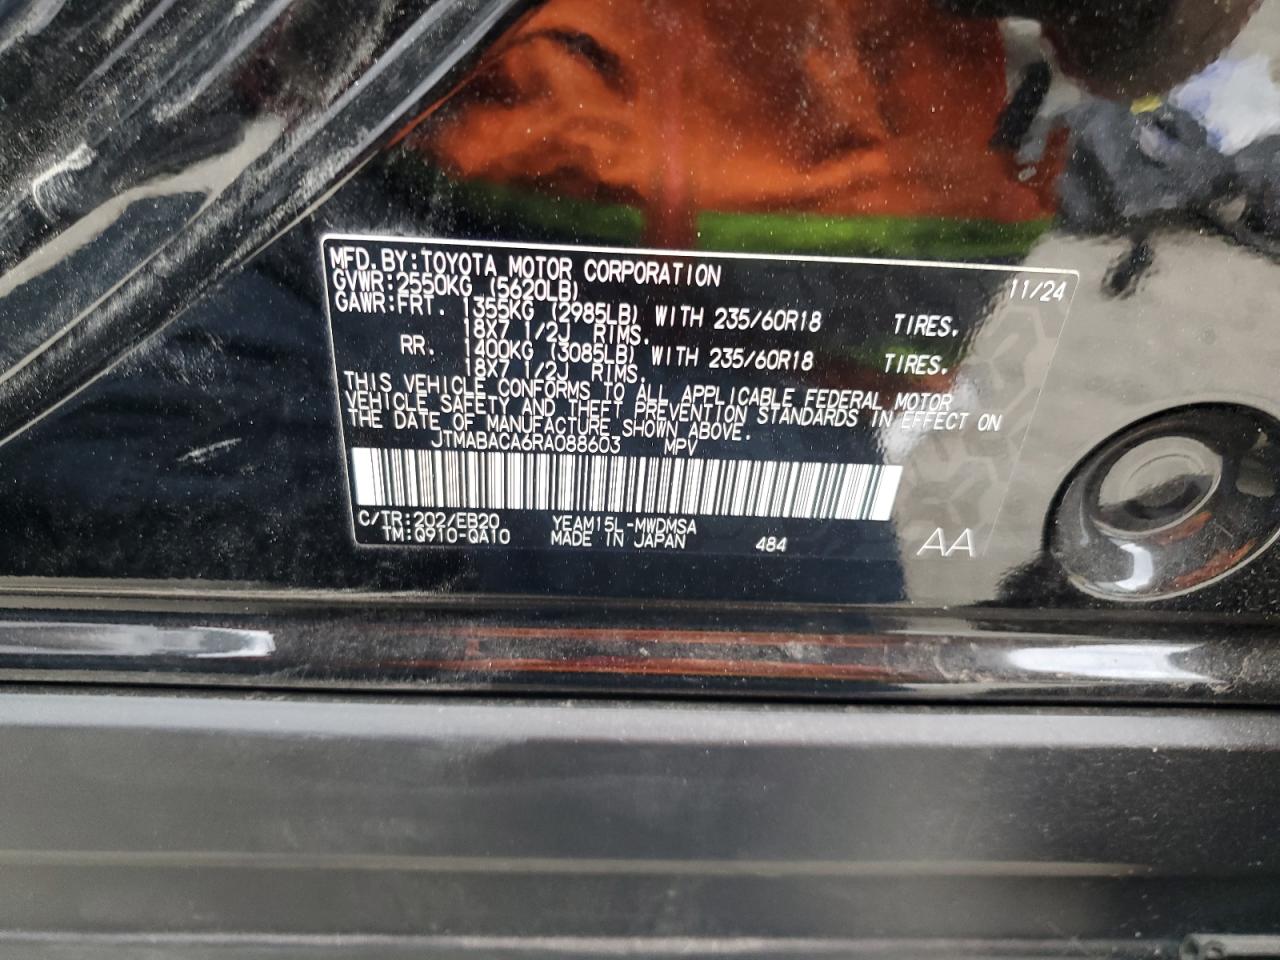 MFD.BY:TOYOTA MOTOR CORPORATION 11/24
GVWR:2550KG (5620LB)
GAWR:FRT. 1355KG (2985LB) WITH 235/60R18 TIRES.
18X7 1/2J RIMS.
RR. 1400KG (3085LB) WITH 235/60R18 TIRES.
18X7 1/2J RIMS.
THIS VEHICLE CONFORMS TO ALL APPLICABLE FEDERAL MOTOR
VEHICLE SAFETY AND THEFT PREVENTION STANDARDS IN EFFECT ON
THE DATE OF MANUFACTURE SHOWN ABOVE.
JTMABACA6RA088603 MPV
C/TR:202/EB20 YEAM15L-MWDMSA
TM:Q910-QA10 MADE IN JAPAN 484 AA